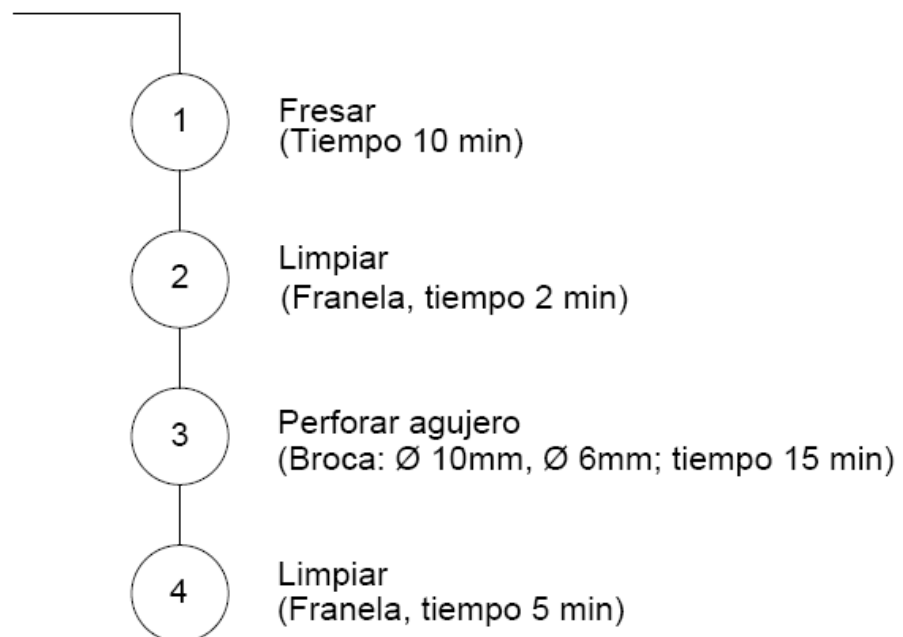 1
Fresar
(Tiempo 10 min)
2
Limpiar
(Franela, tiempo 2 min)
3
Perforar agujero
(Broca: Ø 10mm, Ø 6mm; tiempo 15 min)
4
Limpiar
(Franela, tiempo 5 min)